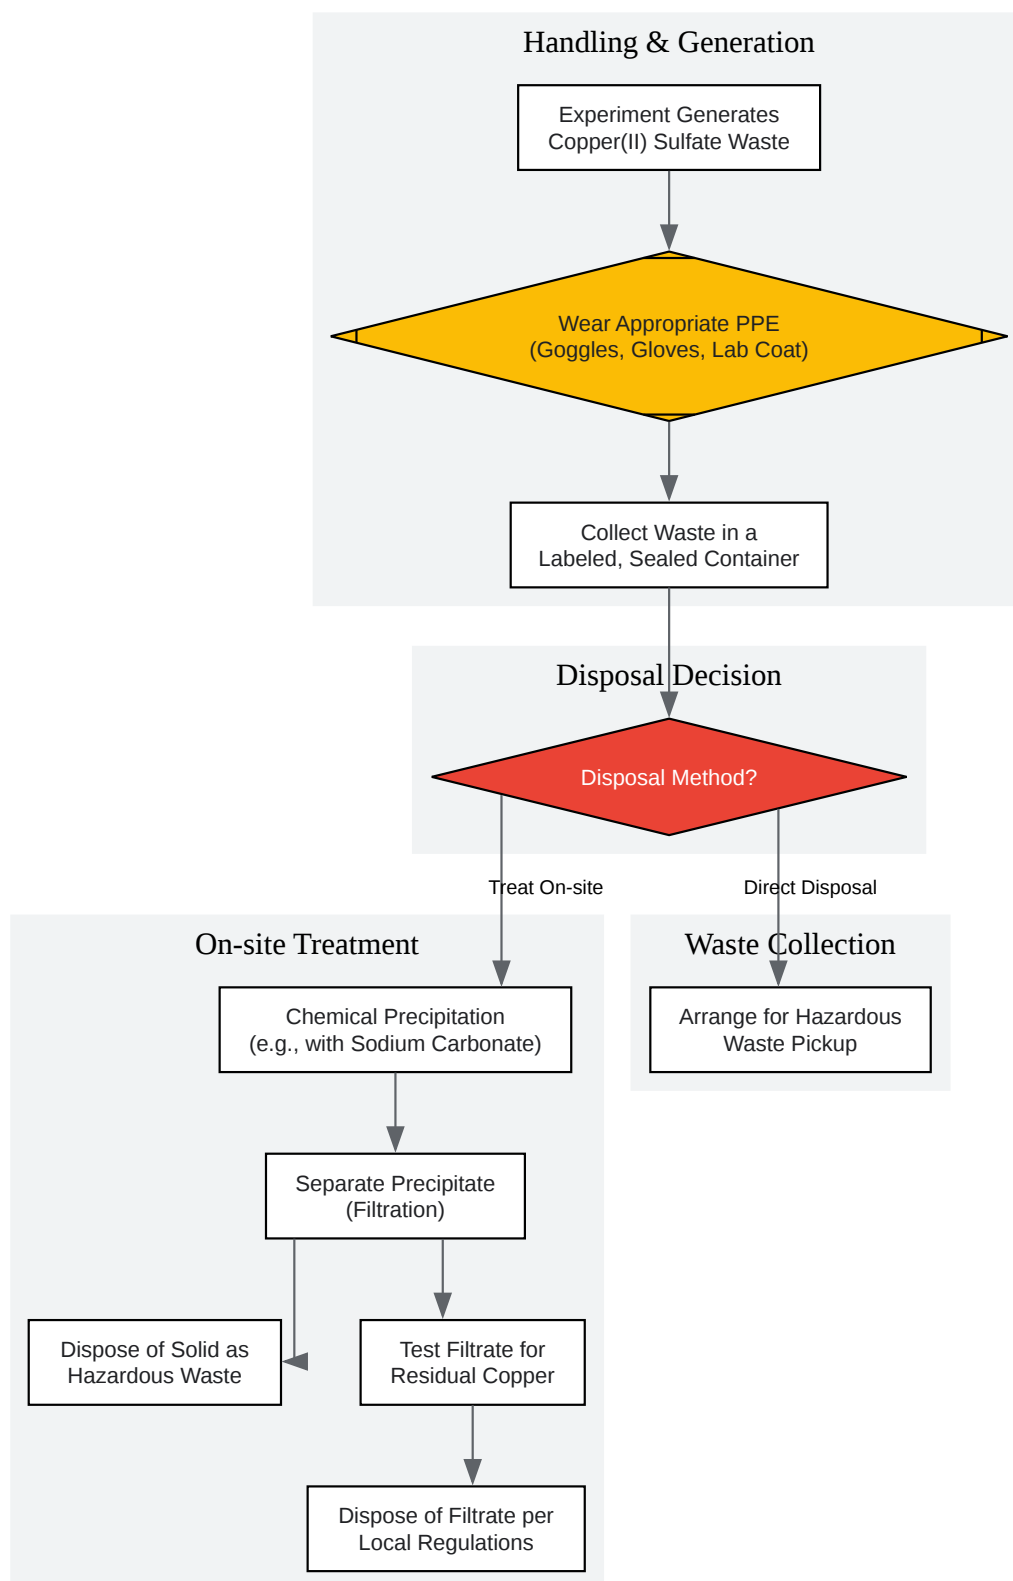 Handling & Generation
Experiment Generates
Copper(II) Sulfate Waste
Wear Appropriate PPE
(Goggles, Gloves, Lab Coat)
Collect Waste in a
Labeled, Sealed Container
Disposal Decision
Disposal Method?
Treat On-site
Direct Disposal
On-site Treatment
Chemical Precipitation
(e.g., with Sodium Carbonate)
Separate Precipitate
(Filtration)
Dispose of Solid as
Hazardous Waste
Test Filtrate for
Residual Copper
Dispose of Filtrate per
Local Regulations
Waste Collection
Arrange for Hazardous
Waste Pickup